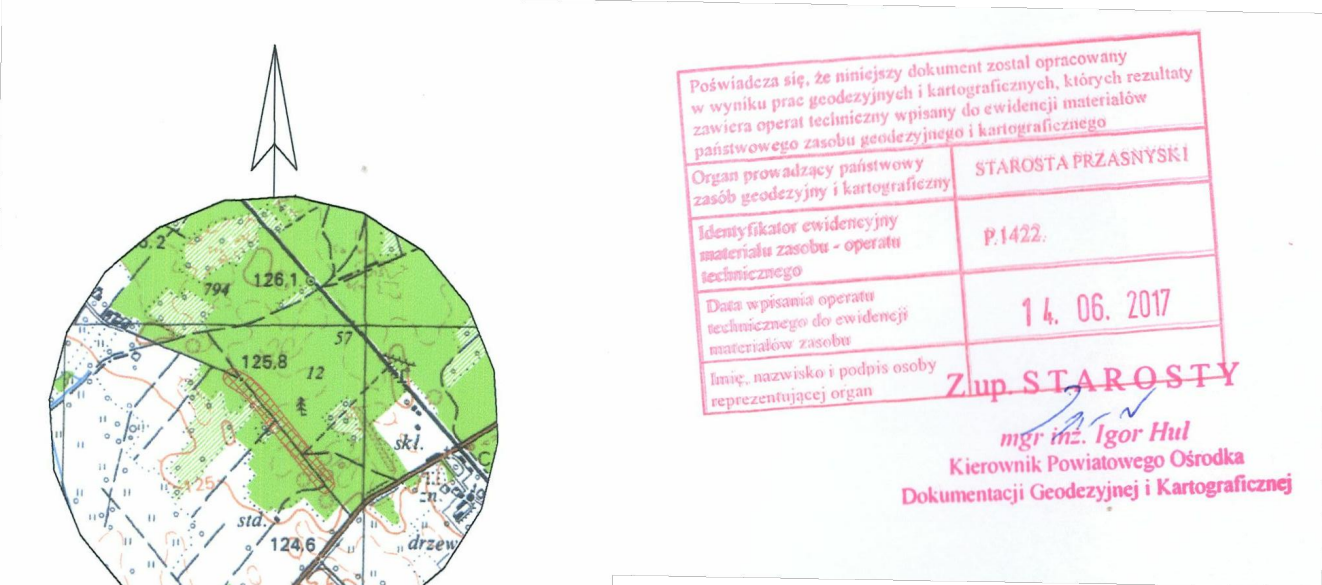 Poświadcza się, że niniejszy dokument został opracowany
w wyniku prac geodezyjnych i kartograficznych, których rezultaty
zawiera operat techniczny wpisany do ewidencji materiałów
państwowego zasobu geodezyjnego i kartograficznego
Organ prowadzący państwowy
zasób geodezyjny i kartograficzny
STAROSTA PRZASNYSKI
Identyfikator ewidencyjny
materiału zasobu - operatu
technicznego
P.1422.
Data wpisania operatu
technicznego do ewidencji
materiałów zasobu
14. 06. 2017
Imię, nazwisko i podpis osoby
reprezentującej organ
Z up. STAROSTY
mgr inż. Igor Hul
Kierownik Powiatowego Ośrodka
Dokumentacji Geodezyjnej i Kartograficznej
794
126,1
57
125,8
12
skl.
C
125
zn.
std.
124,6
drzew